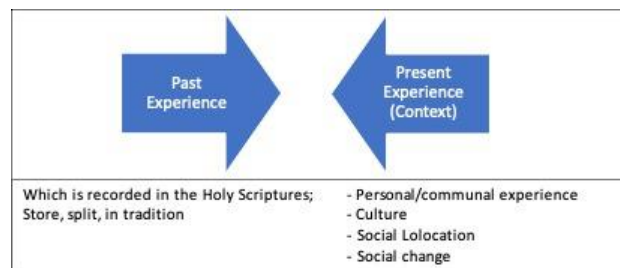 Past
Experience
Present
Experience
(Context)
Which is recorded in the Holy Scriptures;
Store, split, in tradition
- Personal/communal experience
- Culture
- Social Lolocation
- Social change